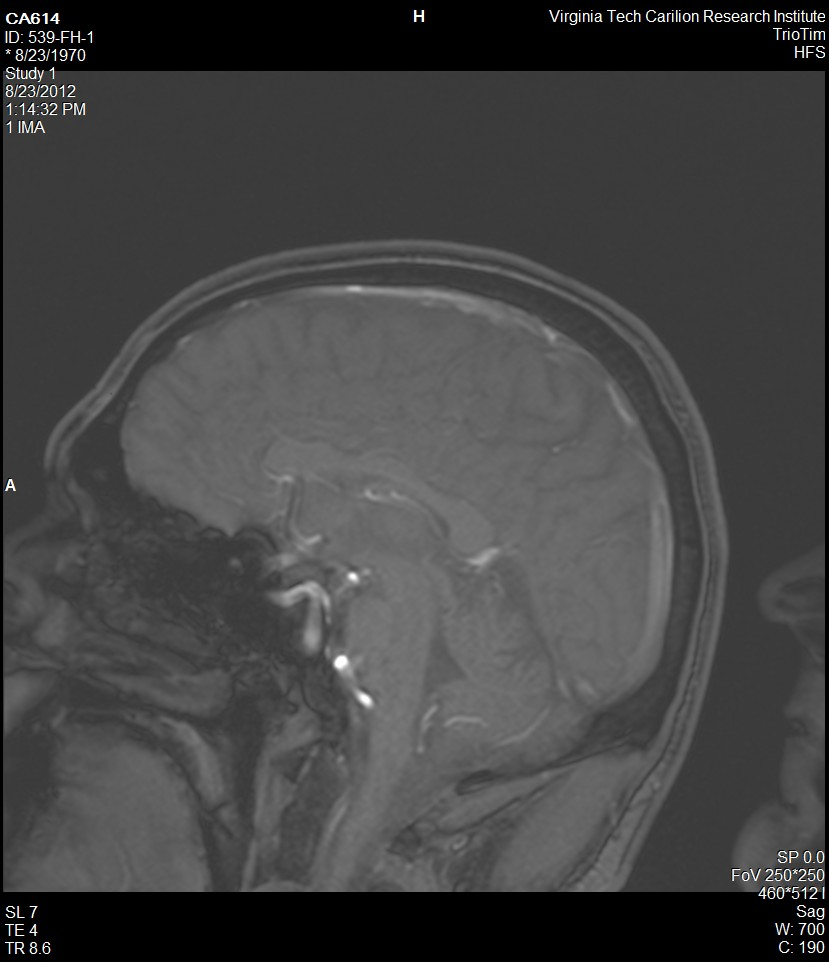 CA614
ID: 539-FH-1
* 8/23/1970
Study 1
8/23/2012
1:14:32 PM
1 IMA
H
Virginia Tech Carilion Research Institute
TrioTim
HFS
A
SP 0.0
FoV 250*250
460*512 I
Sag
W: 700
C: 190
SL 7
TE 4
TR 8.6